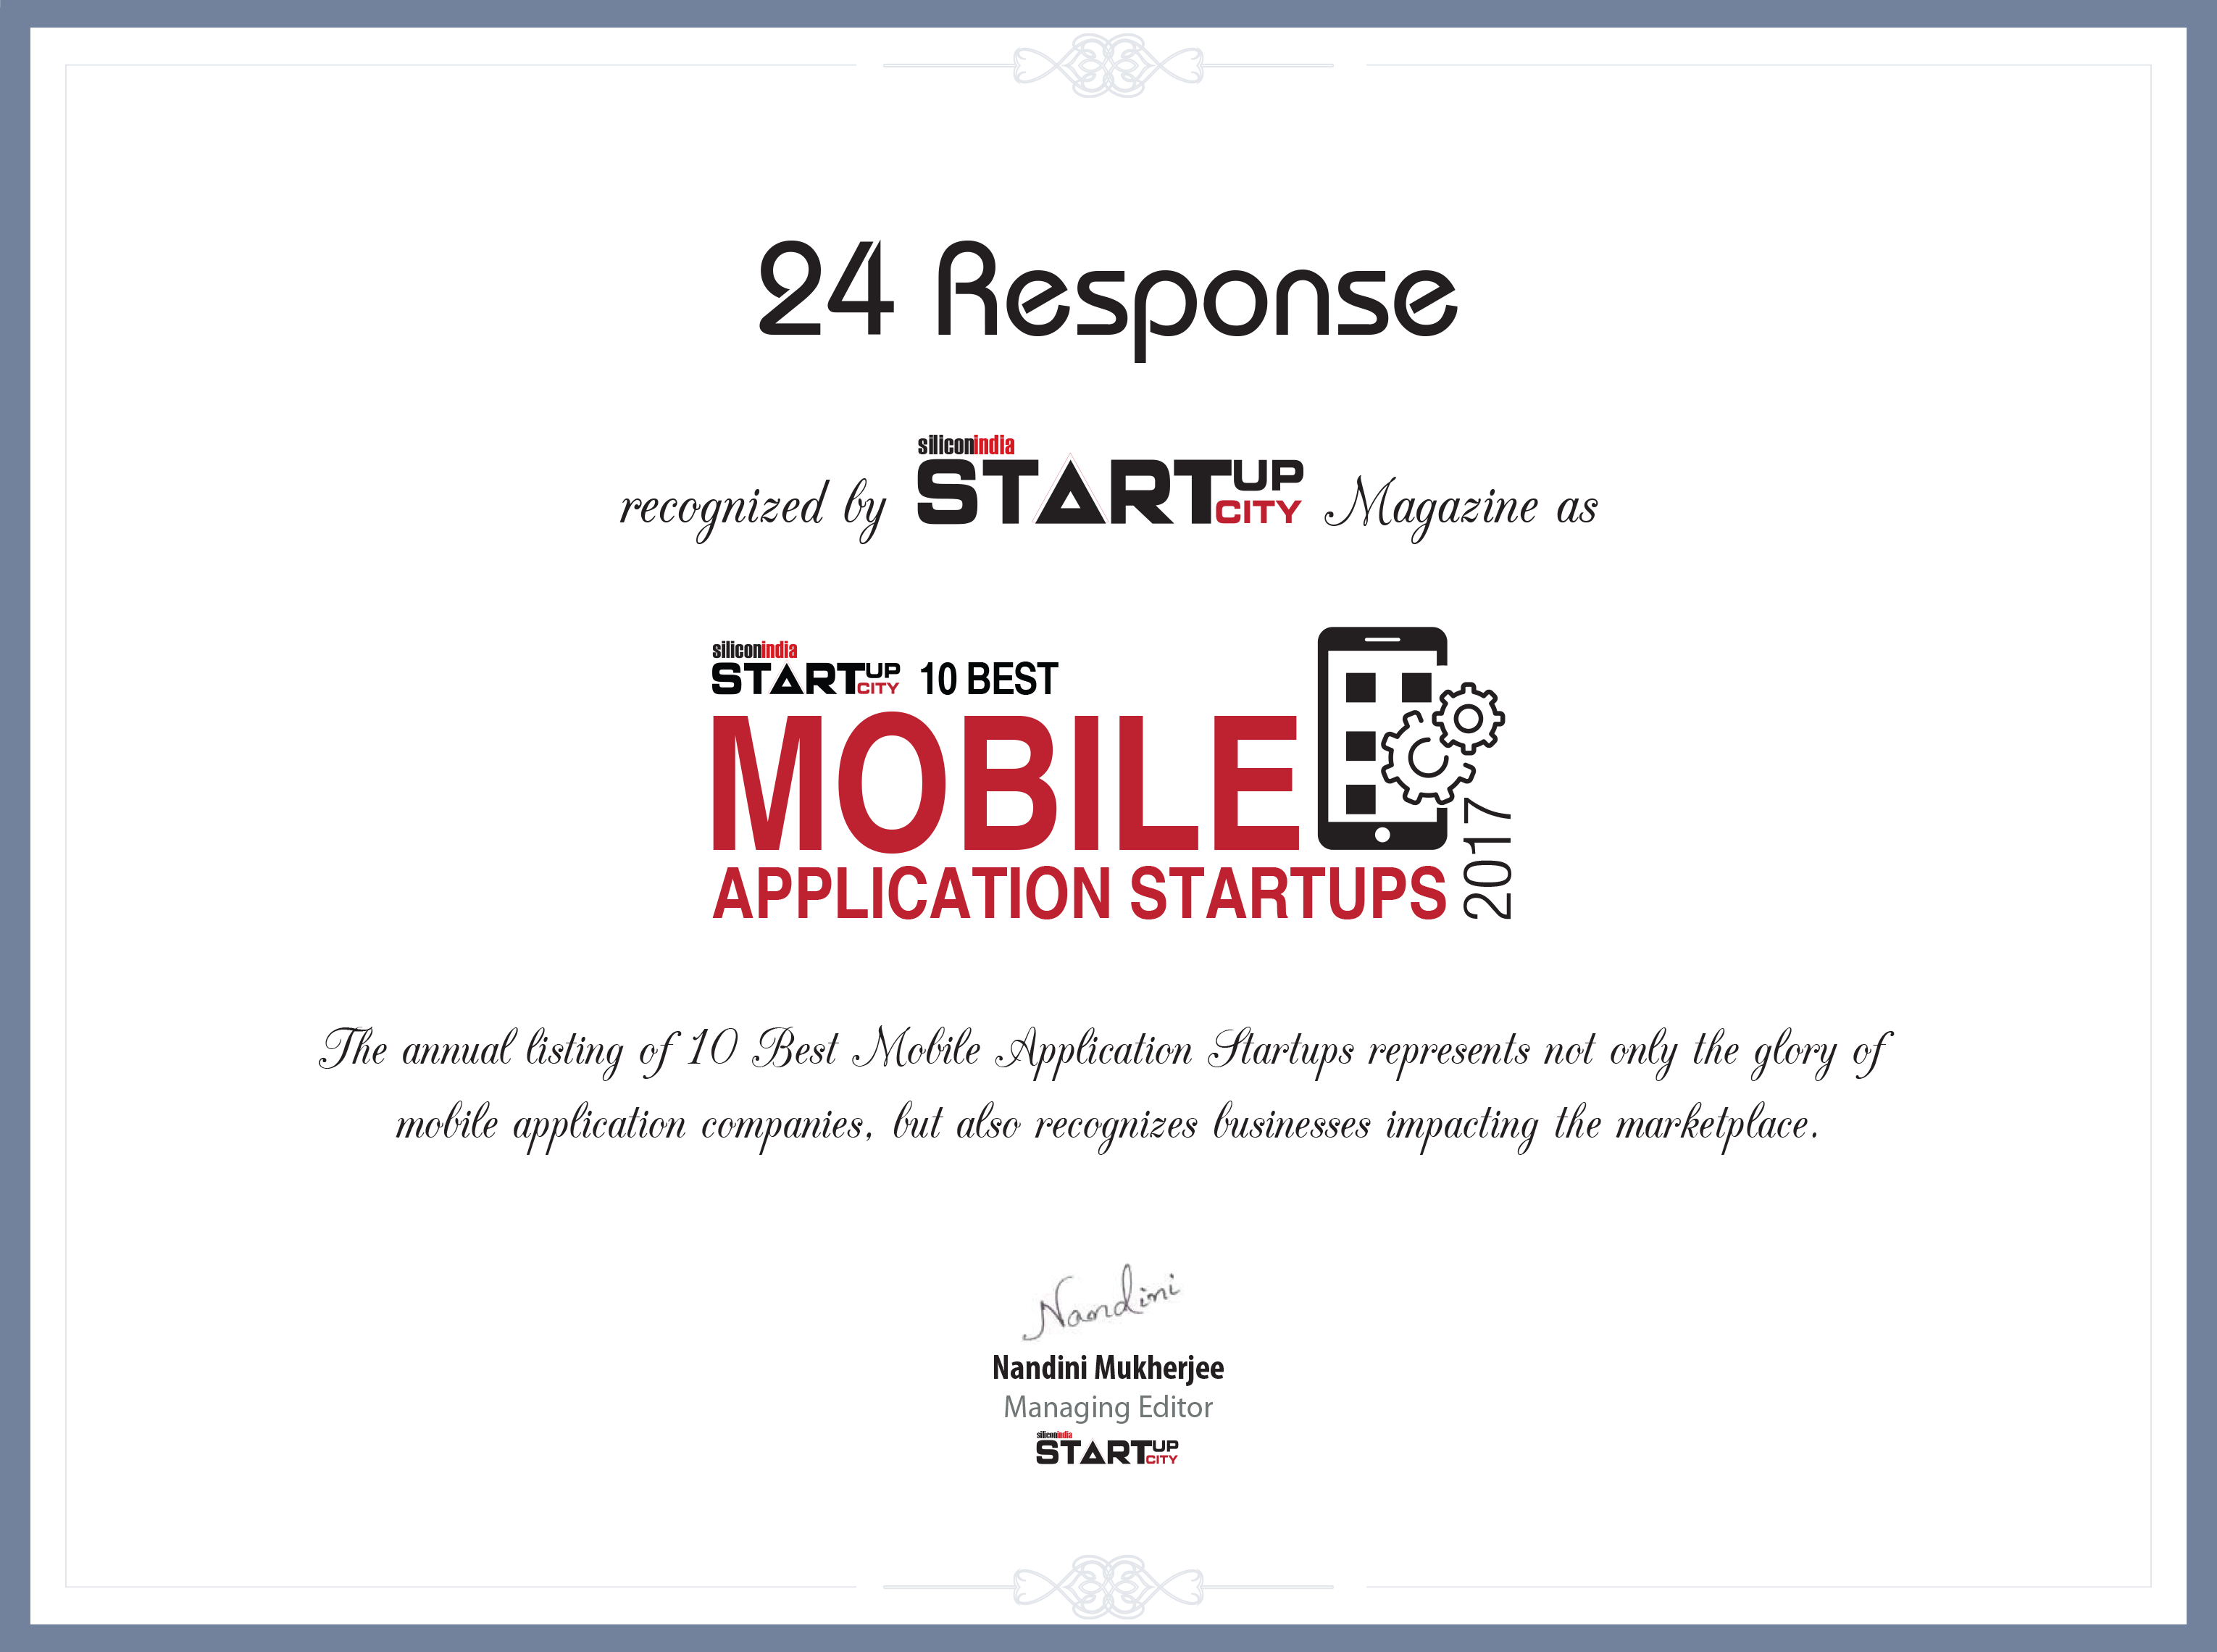 24 Response
siliconindia
recognized by STARTUP CITY Magazine as
siliconindia
STARTUP CITY 10 BEST
MOBILE
APPLICATION STARTUPS
2017
The annual listing of 10 Best Mobile Application Startups represents not only the glory of
mobile application companies, but also recognizes businesses impacting the marketplace.
Nandini
Nandini Mukherjee
Managing Editor
siliconindia
STARTUP CITY